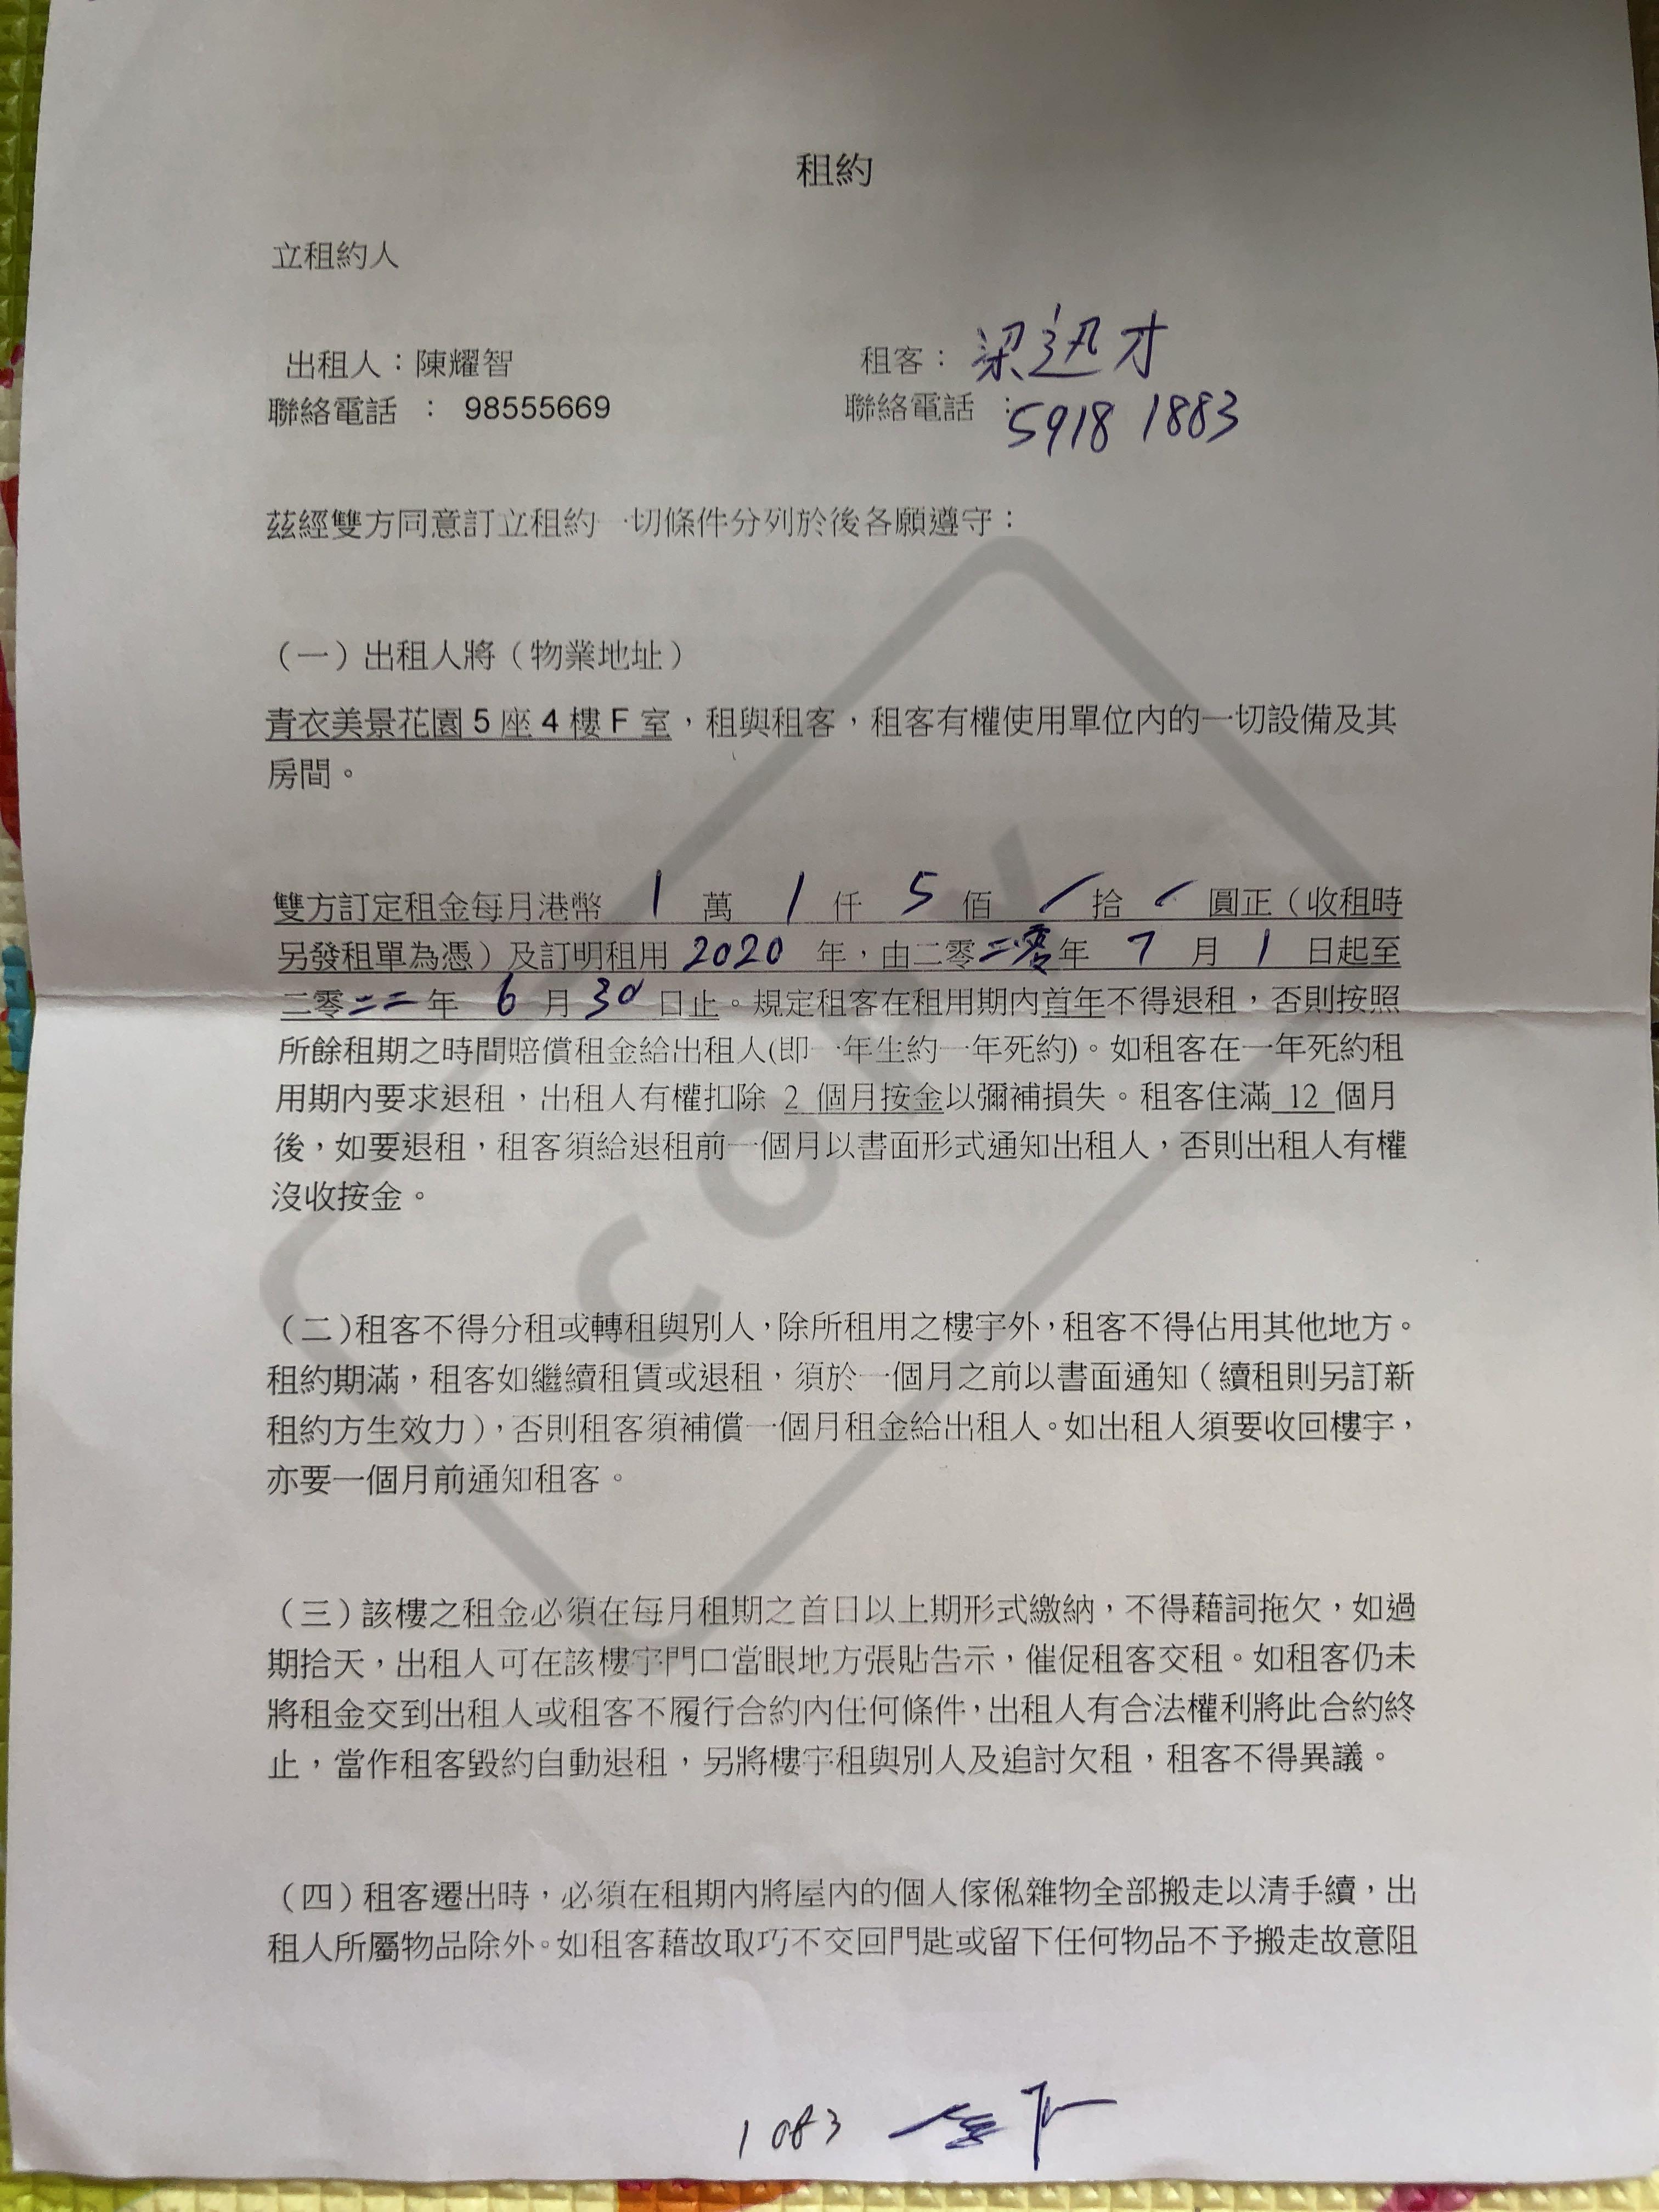 租約
立租約人
出租人：陳耀智 租客：梁迅才
聯絡電話 ： 98555669 聯絡電話 ： 5918 1883
茲經雙方同意訂立租約一切條件分列於後各願遵守：
（一）出租人將（物業地址）
青衣美景花園 5 座 4 樓 F 室，租與租客，租客有權使用單位內的一切設備及其
房間。
雙方訂定租金每月港幣 1 萬 1 仟 5 佰 / 拾 / 圓正（收租時
另發租單為憑）及訂明租用 2020 年，由二零二零年 7 月 1 日起至
二零二二年 6 月 30 日止。規定租客在租用期內首年不得退租，否則按照
所餘租期之時間賠償租金給出租人(即一年生約一年死約)。如租客在一年死約租
用期內要求退租，出租人有權扣除 2 個月按金以彌補損失。租客住滿 12 個月
後，如要退租，租客須給退租前一個月以書面形式通知出租人，否則出租人有權
沒收按金。
（二）租客不得分租或轉租與別人，除所租用之樓宇外，租客不得佔用其他地方。
租約期滿，租客如繼續租賃或退租，須於一個月之前以書面通知（續租則另訂新
租約方生效力），否則租客須補償一個月租金給出租人。如出租人須要收回樓宇，
亦要一個月前通知租客。
（三）該樓之租金必須在每月租期之首日以上期形式繳納，不得藉詞拖欠，如過
期拾天，出租人可在該樓宇門口當眼地方張貼告示，催促租客交租。如租客仍未
將租金交到出租人或租客不履行合約內任何條件，出租人有合法權利將此合約終
止，當作租客毀約自動退租，另將樓宇租與別人及追討欠租，租客不得異議。
（四）租客遷出時，必須在租期內將屋內的個人傢俬雜物全部搬走以清手續，出
租人所屬物品除外。如租客藉故取巧不交回門匙或留下任何物品不予搬走故意阻
COPY